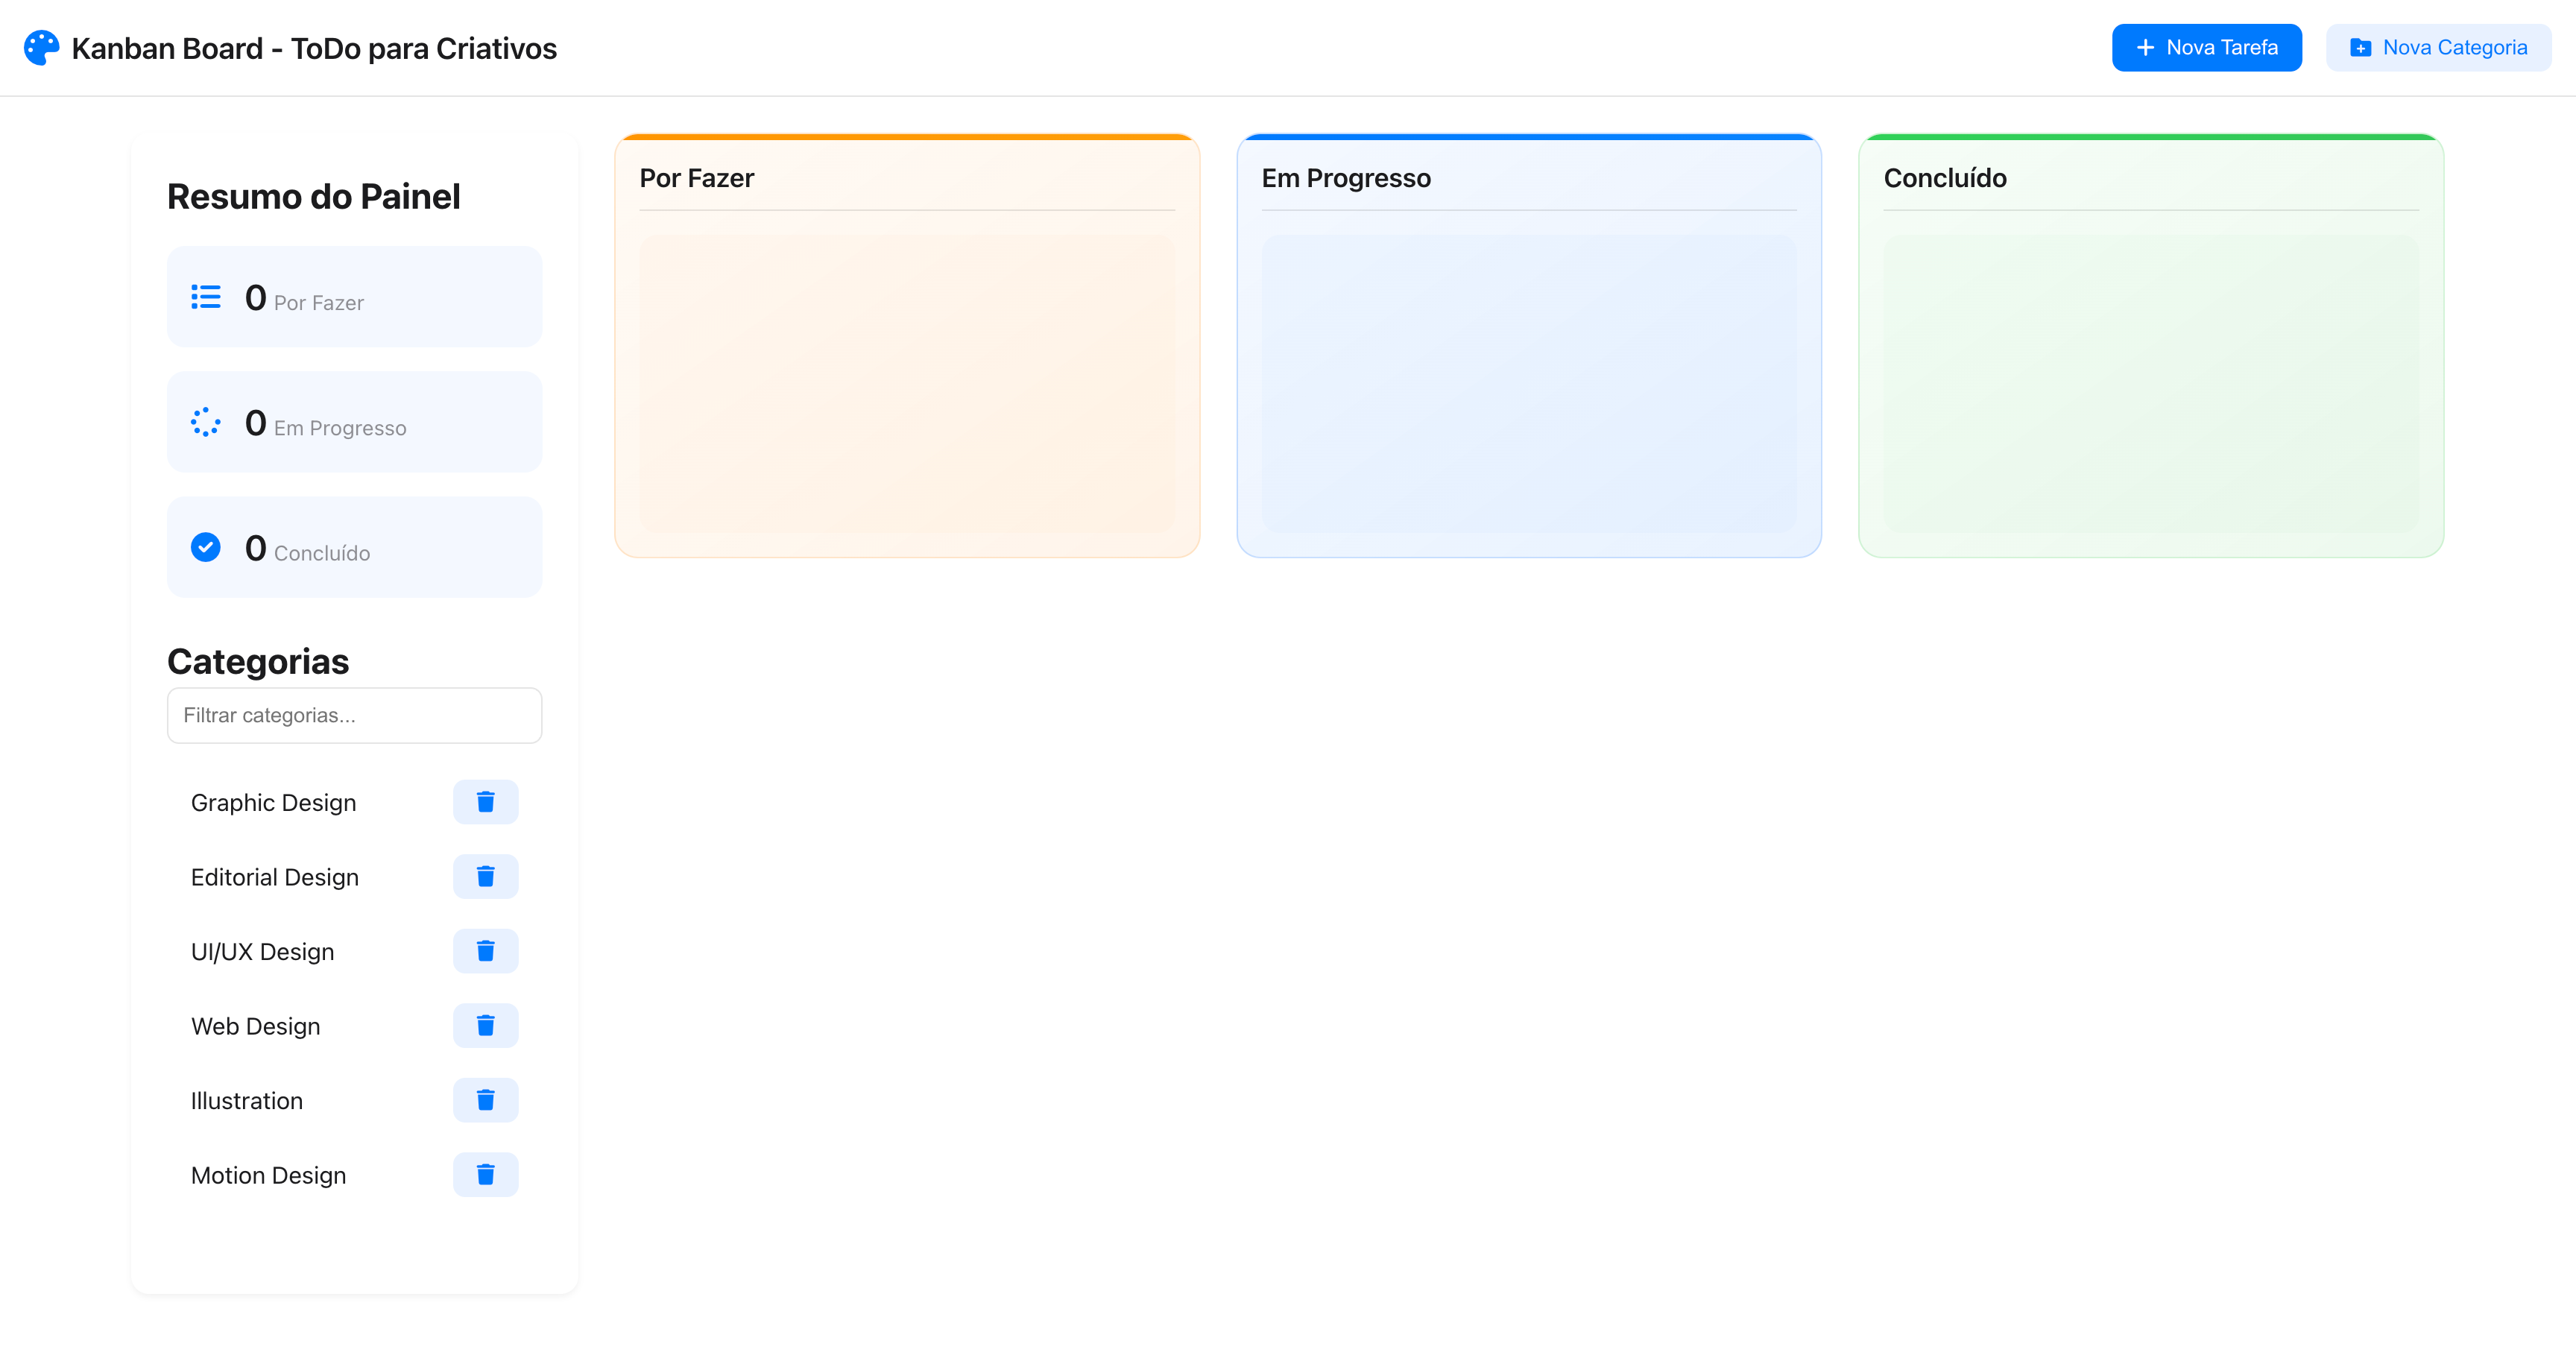 Kanban Board - ToDo para Criativos
Nova Tarefa
Nova Categoria
Resumo do Painel
0 Por Fazer
0 Em Progresso
0 Concluído
Categorias
Filtrar categorias...
Graphic Design
Editorial Design
UI/UX Design
Web Design
Illustration
Motion Design
Por Fazer
Em Progresso
Concluído